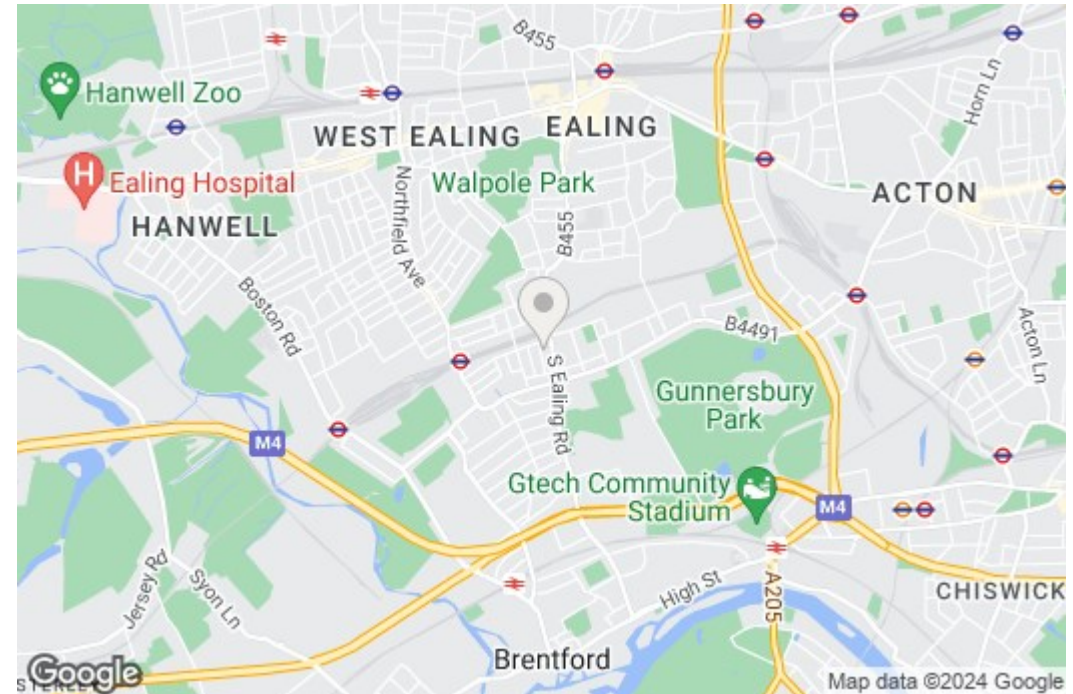 B455
Hanwell Zoo
Horn Ln
WEST EALING
EALING
H
Ealing Hospital
Walpole Park
ACTON
HANWELL
Northfield Ave
B455
Boston Rd
B4491
Acton Ln
S Ealing Rd
Gunnersbury
Park
M4
Gtech Community
Stadium
M4
Jersey Rd
Syon Ln
High St
A205
CHISWICK
Brentford
Google
Map data ©2024 Google